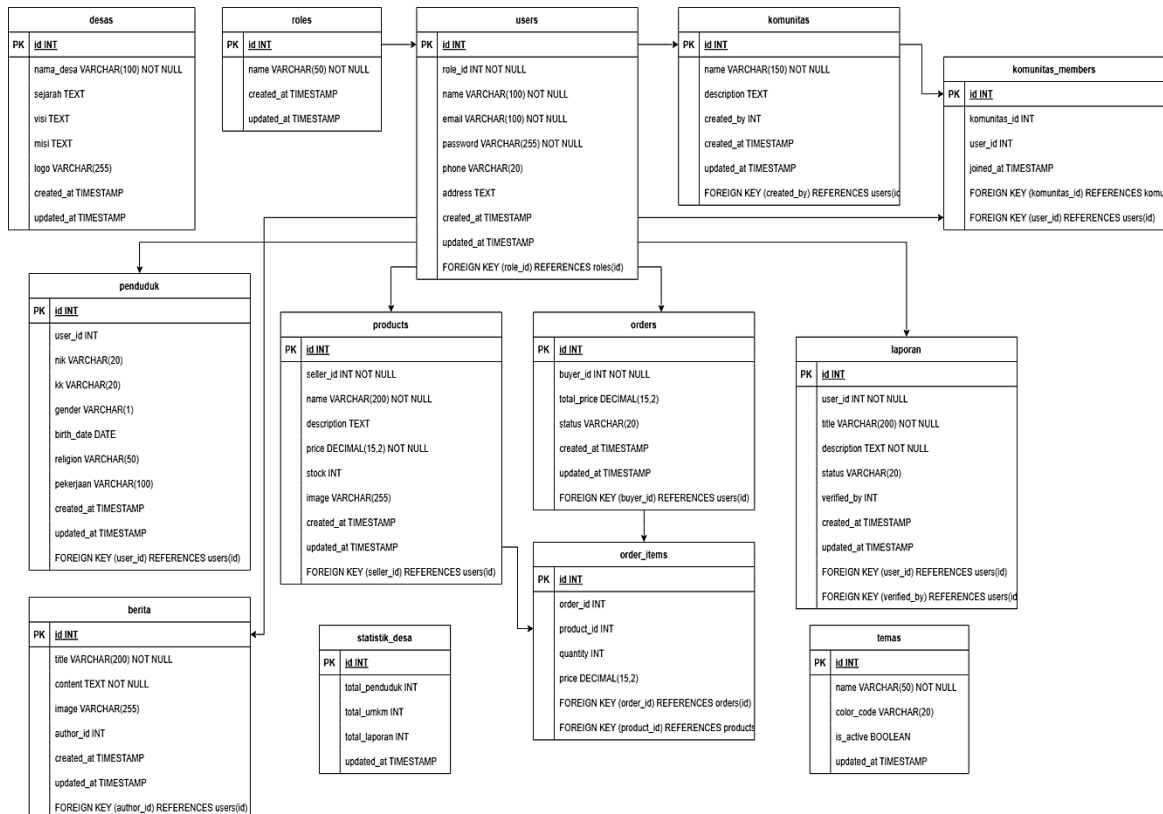 desas
PK id INT
nama_desa VARCHAR(100) NOT NULL
sejarah TEXT
visi TEXT
misi TEXT
logo VARCHAR(255)
created_at TIMESTAMP
updated_at TIMESTAMP
roles
PK id INT
name VARCHAR(50) NOT NULL
created_at TIMESTAMP
updated_at TIMESTAMP
users
PK id INT
role_id INT NOT NULL
name VARCHAR(100) NOT NULL
email VARCHAR(100) NOT NULL
password VARCHAR(255) NOT NULL
phone VARCHAR(20)
address TEXT
created_at TIMESTAMP
updated_at TIMESTAMP
FOREIGN KEY (role_id) REFERENCES roles(id)
komunitas
PK id INT
name VARCHAR(150) NOT NULL
description TEXT
created_by INT
created_at TIMESTAMP
updated_at TIMESTAMP
FOREIGN KEY (created_by) REFERENCES users(id
komunitas_members
PK id INT
komunitas_id INT
user_id INT
joined_at TIMESTAMP
FOREIGN KEY (komunitas_id) REFERENCES komu
FOREIGN KEY (user_id) REFERENCES users(id)
penduduk
PK id INT
user_id INT
nik VARCHAR(20)
kk VARCHAR(20)
gender VARCHAR(1)
birth_date DATE
religion VARCHAR(50)
pekerjaan VARCHAR(100)
created_at TIMESTAMP
updated_at TIMESTAMP
FOREIGN KEY (user_id) REFERENCES users(id)
products
PK id INT
seller_id INT NOT NULL
name VARCHAR(200) NOT NULL
description TEXT
price DECIMAL(15,2) NOT NULL
stock INT
image VARCHAR(255)
created_at TIMESTAMP
updated_at TIMESTAMP
FOREIGN KEY (seller_id) REFERENCES users(id)
orders
PK id INT
buyer_id INT NOT NULL
total_price DECIMAL(15,2)
status VARCHAR(20)
created_at TIMESTAMP
updated_at TIMESTAMP
FOREIGN KEY (buyer_id) REFERENCES users(id)
laporan
PK id INT
user_id INT NOT NULL
title VARCHAR(200) NOT NULL
description TEXT NOT NULL
status VARCHAR(20)
verified_by INT
created_at TIMESTAMP
updated_at TIMESTAMP
FOREIGN KEY (user_id) REFERENCES users(id)
FOREIGN KEY (verified_by) REFERENCES users(id
order_items
PK id INT
order_id INT
product_id INT
quantity INT
price DECIMAL(15,2)
FOREIGN KEY (order_id) REFERENCES orders(id)
FOREIGN KEY (product_id) REFERENCES products
berita
PK id INT
title VARCHAR(200) NOT NULL
content TEXT NOT NULL
image VARCHAR(255)
author_id INT
created_at TIMESTAMP
updated_at TIMESTAMP
FOREIGN KEY (author_id) REFERENCES users(id)
statistik_desa
PK id INT
total_penduduk INT
total_umkm INT
total_laporan INT
updated_at TIMESTAMP
temas
PK id INT
name VARCHAR(50) NOT NULL
color_code VARCHAR(20)
is_active BOOLEAN
updated_at TIMESTAMP